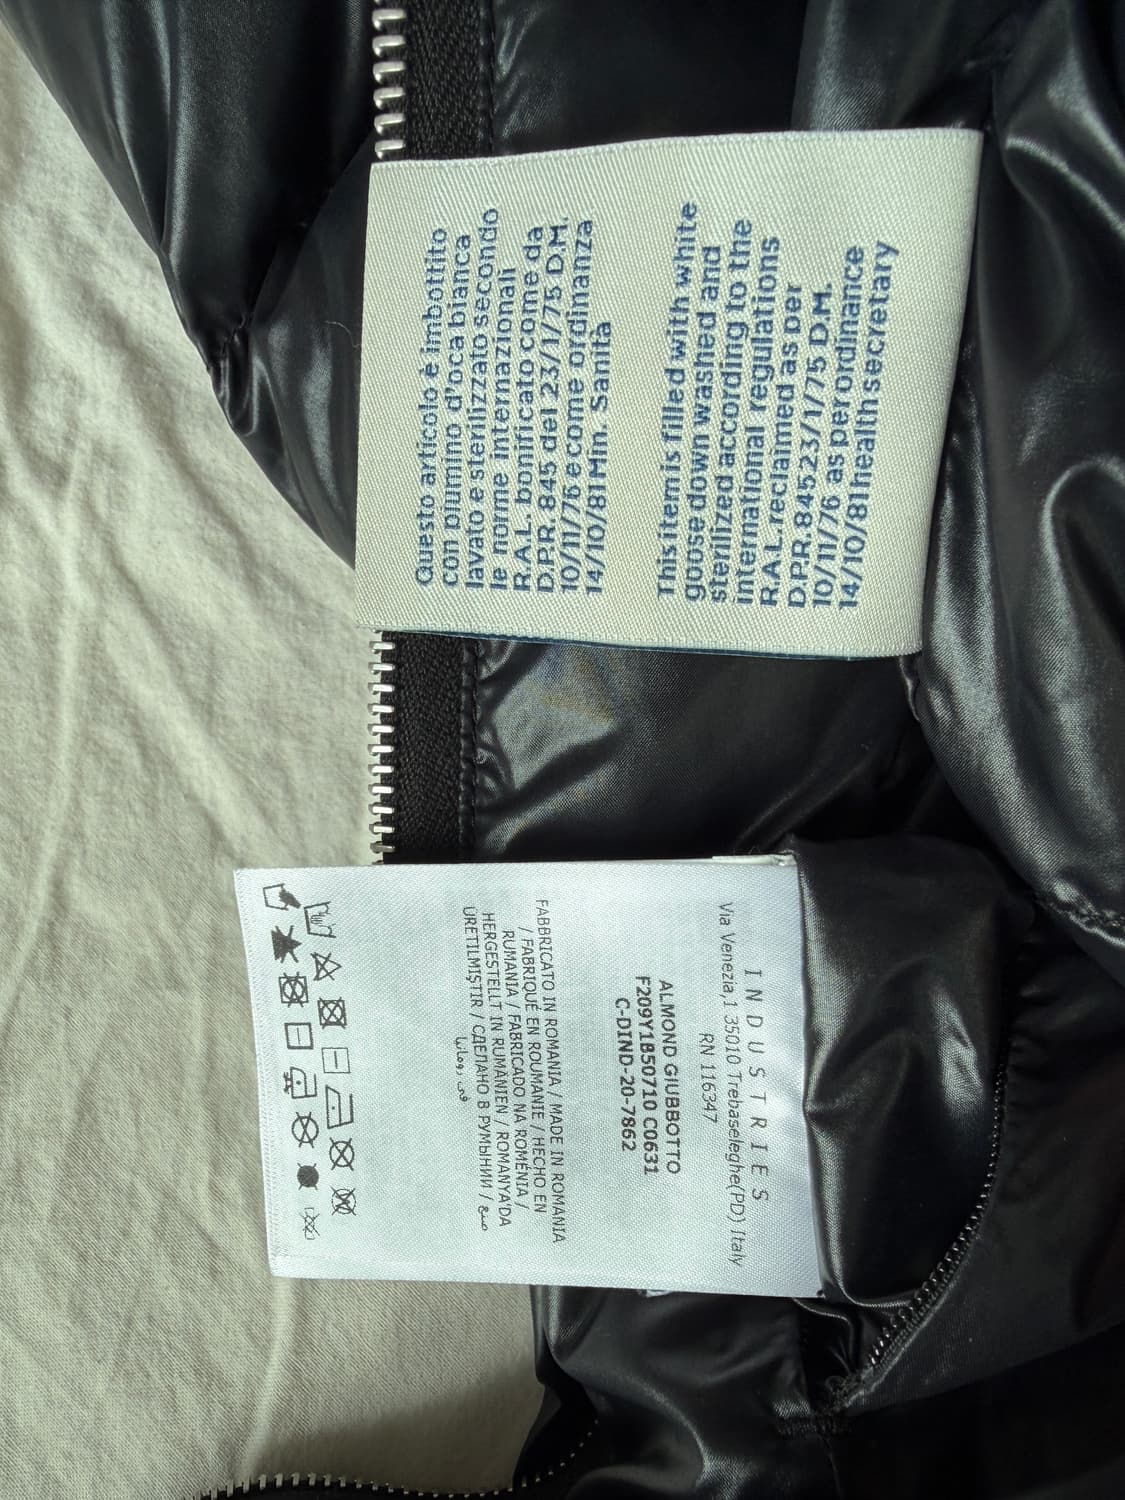 Questo articolo è imbottito
con piumino d'oca bianca
lavato e sterilizzato secondo
le norme internazionali
R.A.L. bonificato come da
D.P.R. 845 del 23/1/75 D.M.
10/11/76 e come ordinanza
14/10/81 Min. Sanità
This item is filled with white
goose down washed and
sterilized according to the
international regulations
R.A.L. reclaimed as per
D.P.R. 845 23/1/75 D.M.
10/11/76 as per ordinance
14/10/81 health secretary
INDUSTRIES
Via Venezia,1 35010 Trebaseleghe(PD) Italy
RN 116347
ALMOND GIUBBOTTO
F209Y1B50710 C0631
C-DIND-20-7862
FABBRICATO IN ROMANIA / MADE IN ROMANIA
/ FABRIQUÉ EN ROUMANIE / HECHO EN
RUMANIA / FABRICADO NA ROMÉNIA /
HERGESTELLT IN RUMÄNIEN / ROMANYA'DA
ÜRETILMIŞTIR / СДЕЛАНО В РУМЫНИИ / صنع
في رومانيا